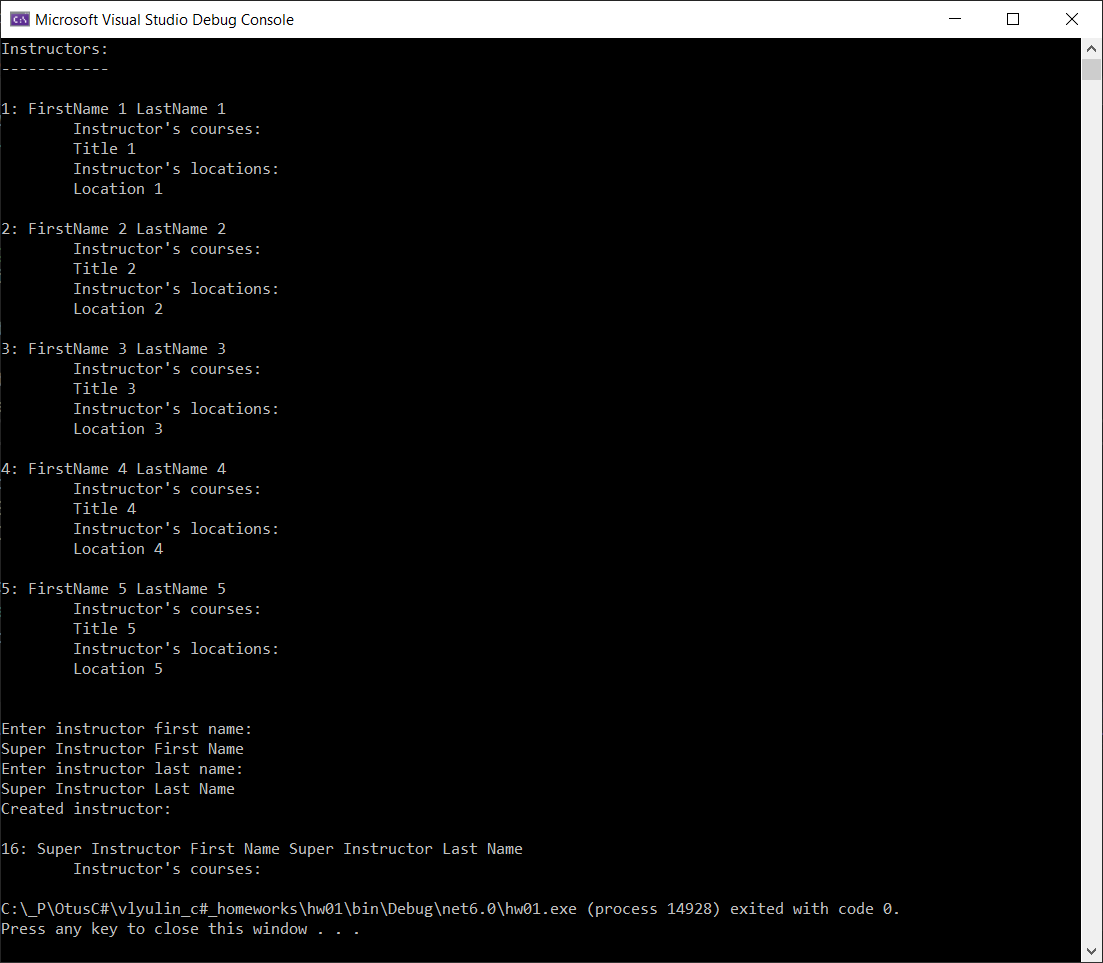 Microsoft Visual Studio Debug Console
Instructors:
------------
1: FirstName 1 LastName 1
Instructor's courses:
Title 1
Instructor's locations:
Location 1
2: FirstName 2 LastName 2
Instructor's courses:
Title 2
Instructor's locations:
Location 2
3: FirstName 3 LastName 3
Instructor's courses:
Title 3
Instructor's locations:
Location 3
4: FirstName 4 LastName 4
Instructor's courses:
Title 4
Instructor's locations:
Location 4
5: FirstName 5 LastName 5
Instructor's courses:
Title 5
Instructor's locations:
Location 5
Enter instructor first name:
Super Instructor First Name
Enter instructor last name:
Super Instructor Last Name
Created instructor:
16: Super Instructor First Name Super Instructor Last Name
Instructor's courses:
C:\_P\OtusC#\vlyulin_c#_homeworks\hw01\bin\Debug\net6.0\hw01.exe (process 14928) exited with code 0.
Press any key to close this window . . .